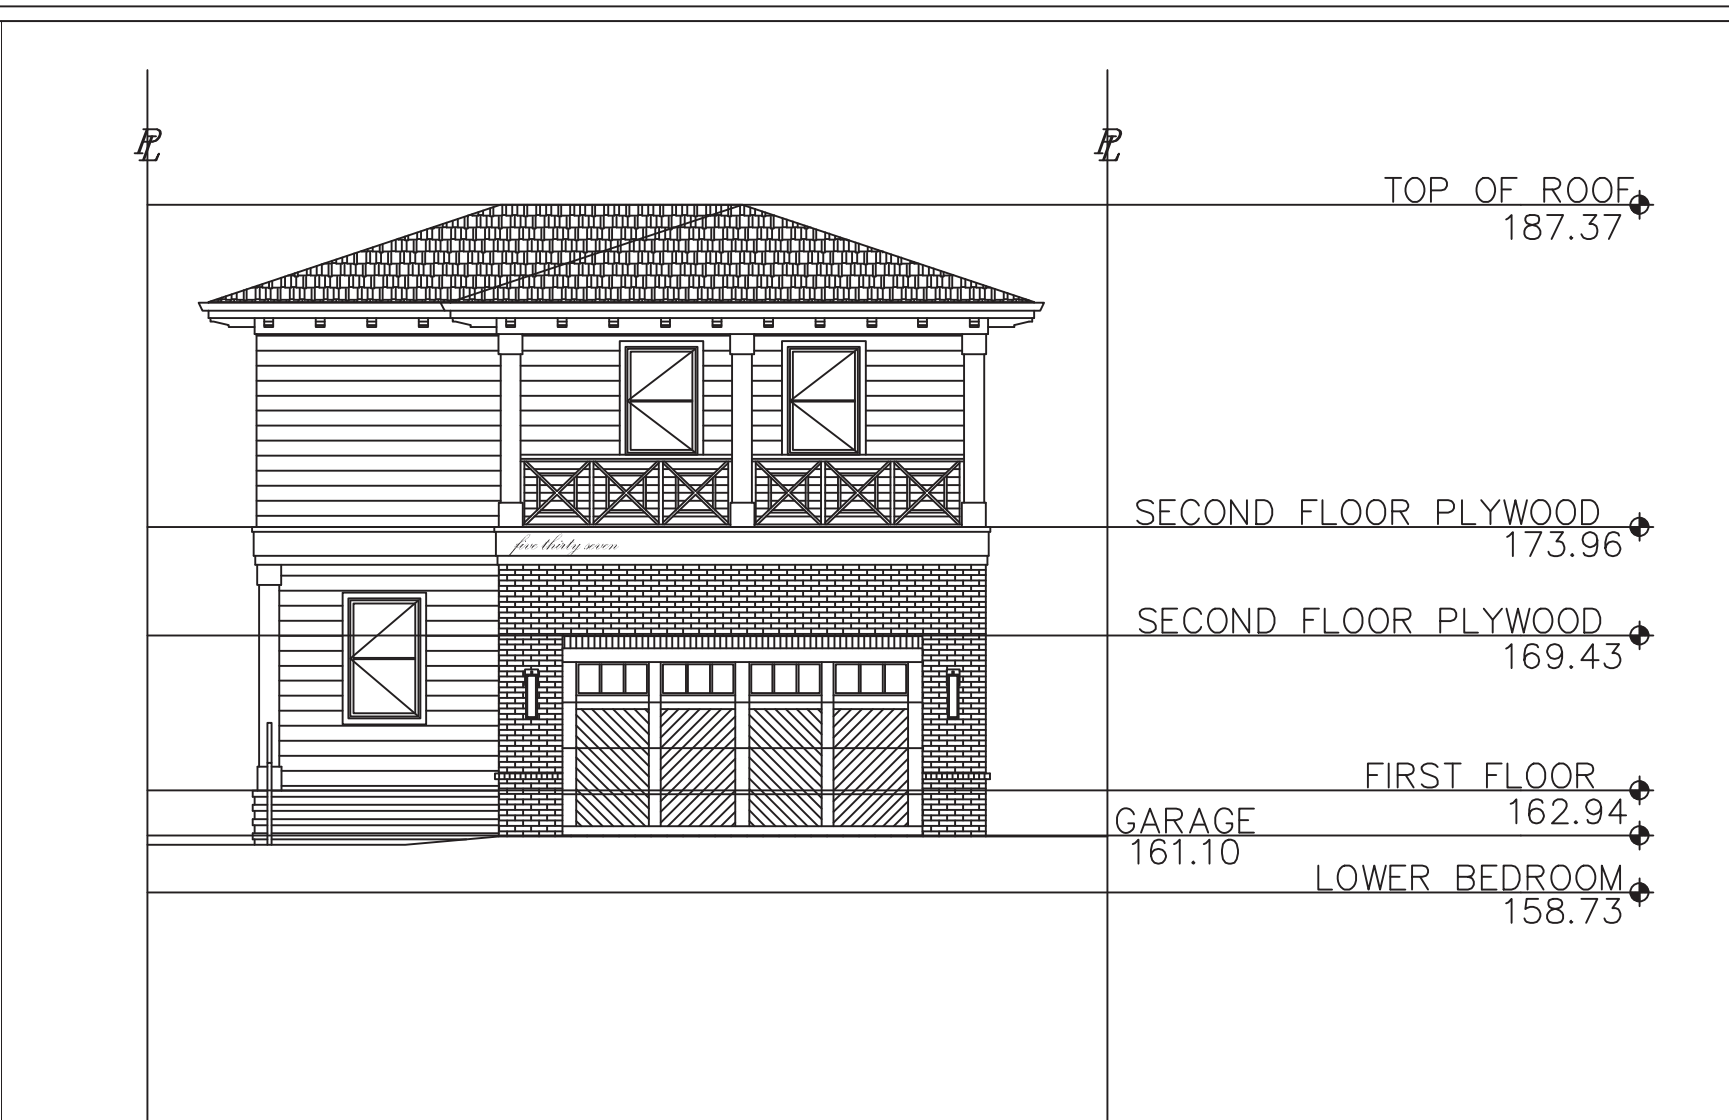 PL PL
TOP OF ROOF
187.37
SECOND FLOOR PLYWOOD
173.96
five thirty seven
SECOND FLOOR PLYWOOD
169.43
FIRST FLOOR
162.94
GARAGE
161.10
LOWER BEDROOM
158.73